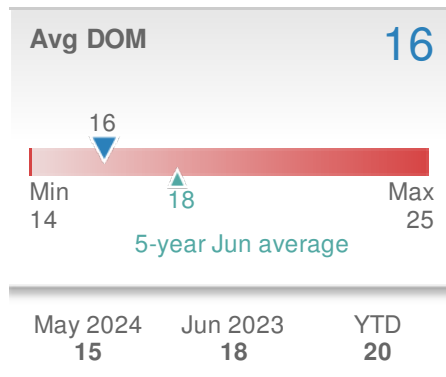 Avg DOM 16
16
Min Max
14 18 25
5-year Jun average
May 2024 Jun 2023 YTD
15 18 20